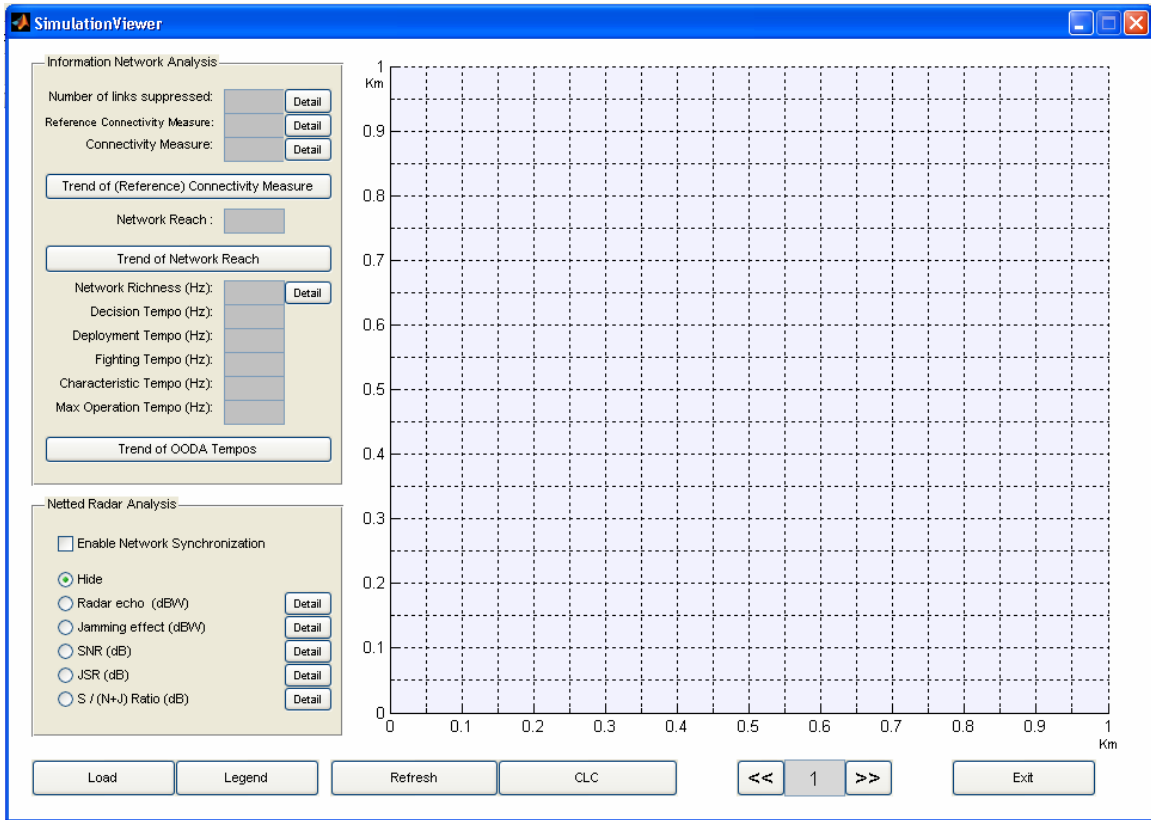 SimulationViewer
Information Network Analysis
Number of links suppressed: Detail
Reference Connectivity Measure: Detail
Connectivity Measure: Detail
Trend of (Reference) Connectivity Measure
Network Reach :
Trend of Network Reach
Network Richness (Hz): Detail
Decision Tempo (Hz):
Deployment Tempo (Hz):
Fighting Tempo (Hz):
Characteristic Tempo (Hz):
Max Operation Tempo (Hz):
Trend of OODA Tempos
Netted Radar Analysis
Enable Network Synchronization
Hide
Radar echo (dBW) Detail
Jamming effect (dBW) Detail
SNR (dB) Detail
JSR (dB) Detail
S / (N+J) Ratio (dB) Detail
1
Km
0.9
0.8
0.7
0.6
0.5
0.4
0.3
0.2
0.1
0
0 0.1 0.2 0.3 0.4 0.5 0.6 0.7 0.8 0.9 1
Km
Load Legend Refresh CLC << 1 >> Exit